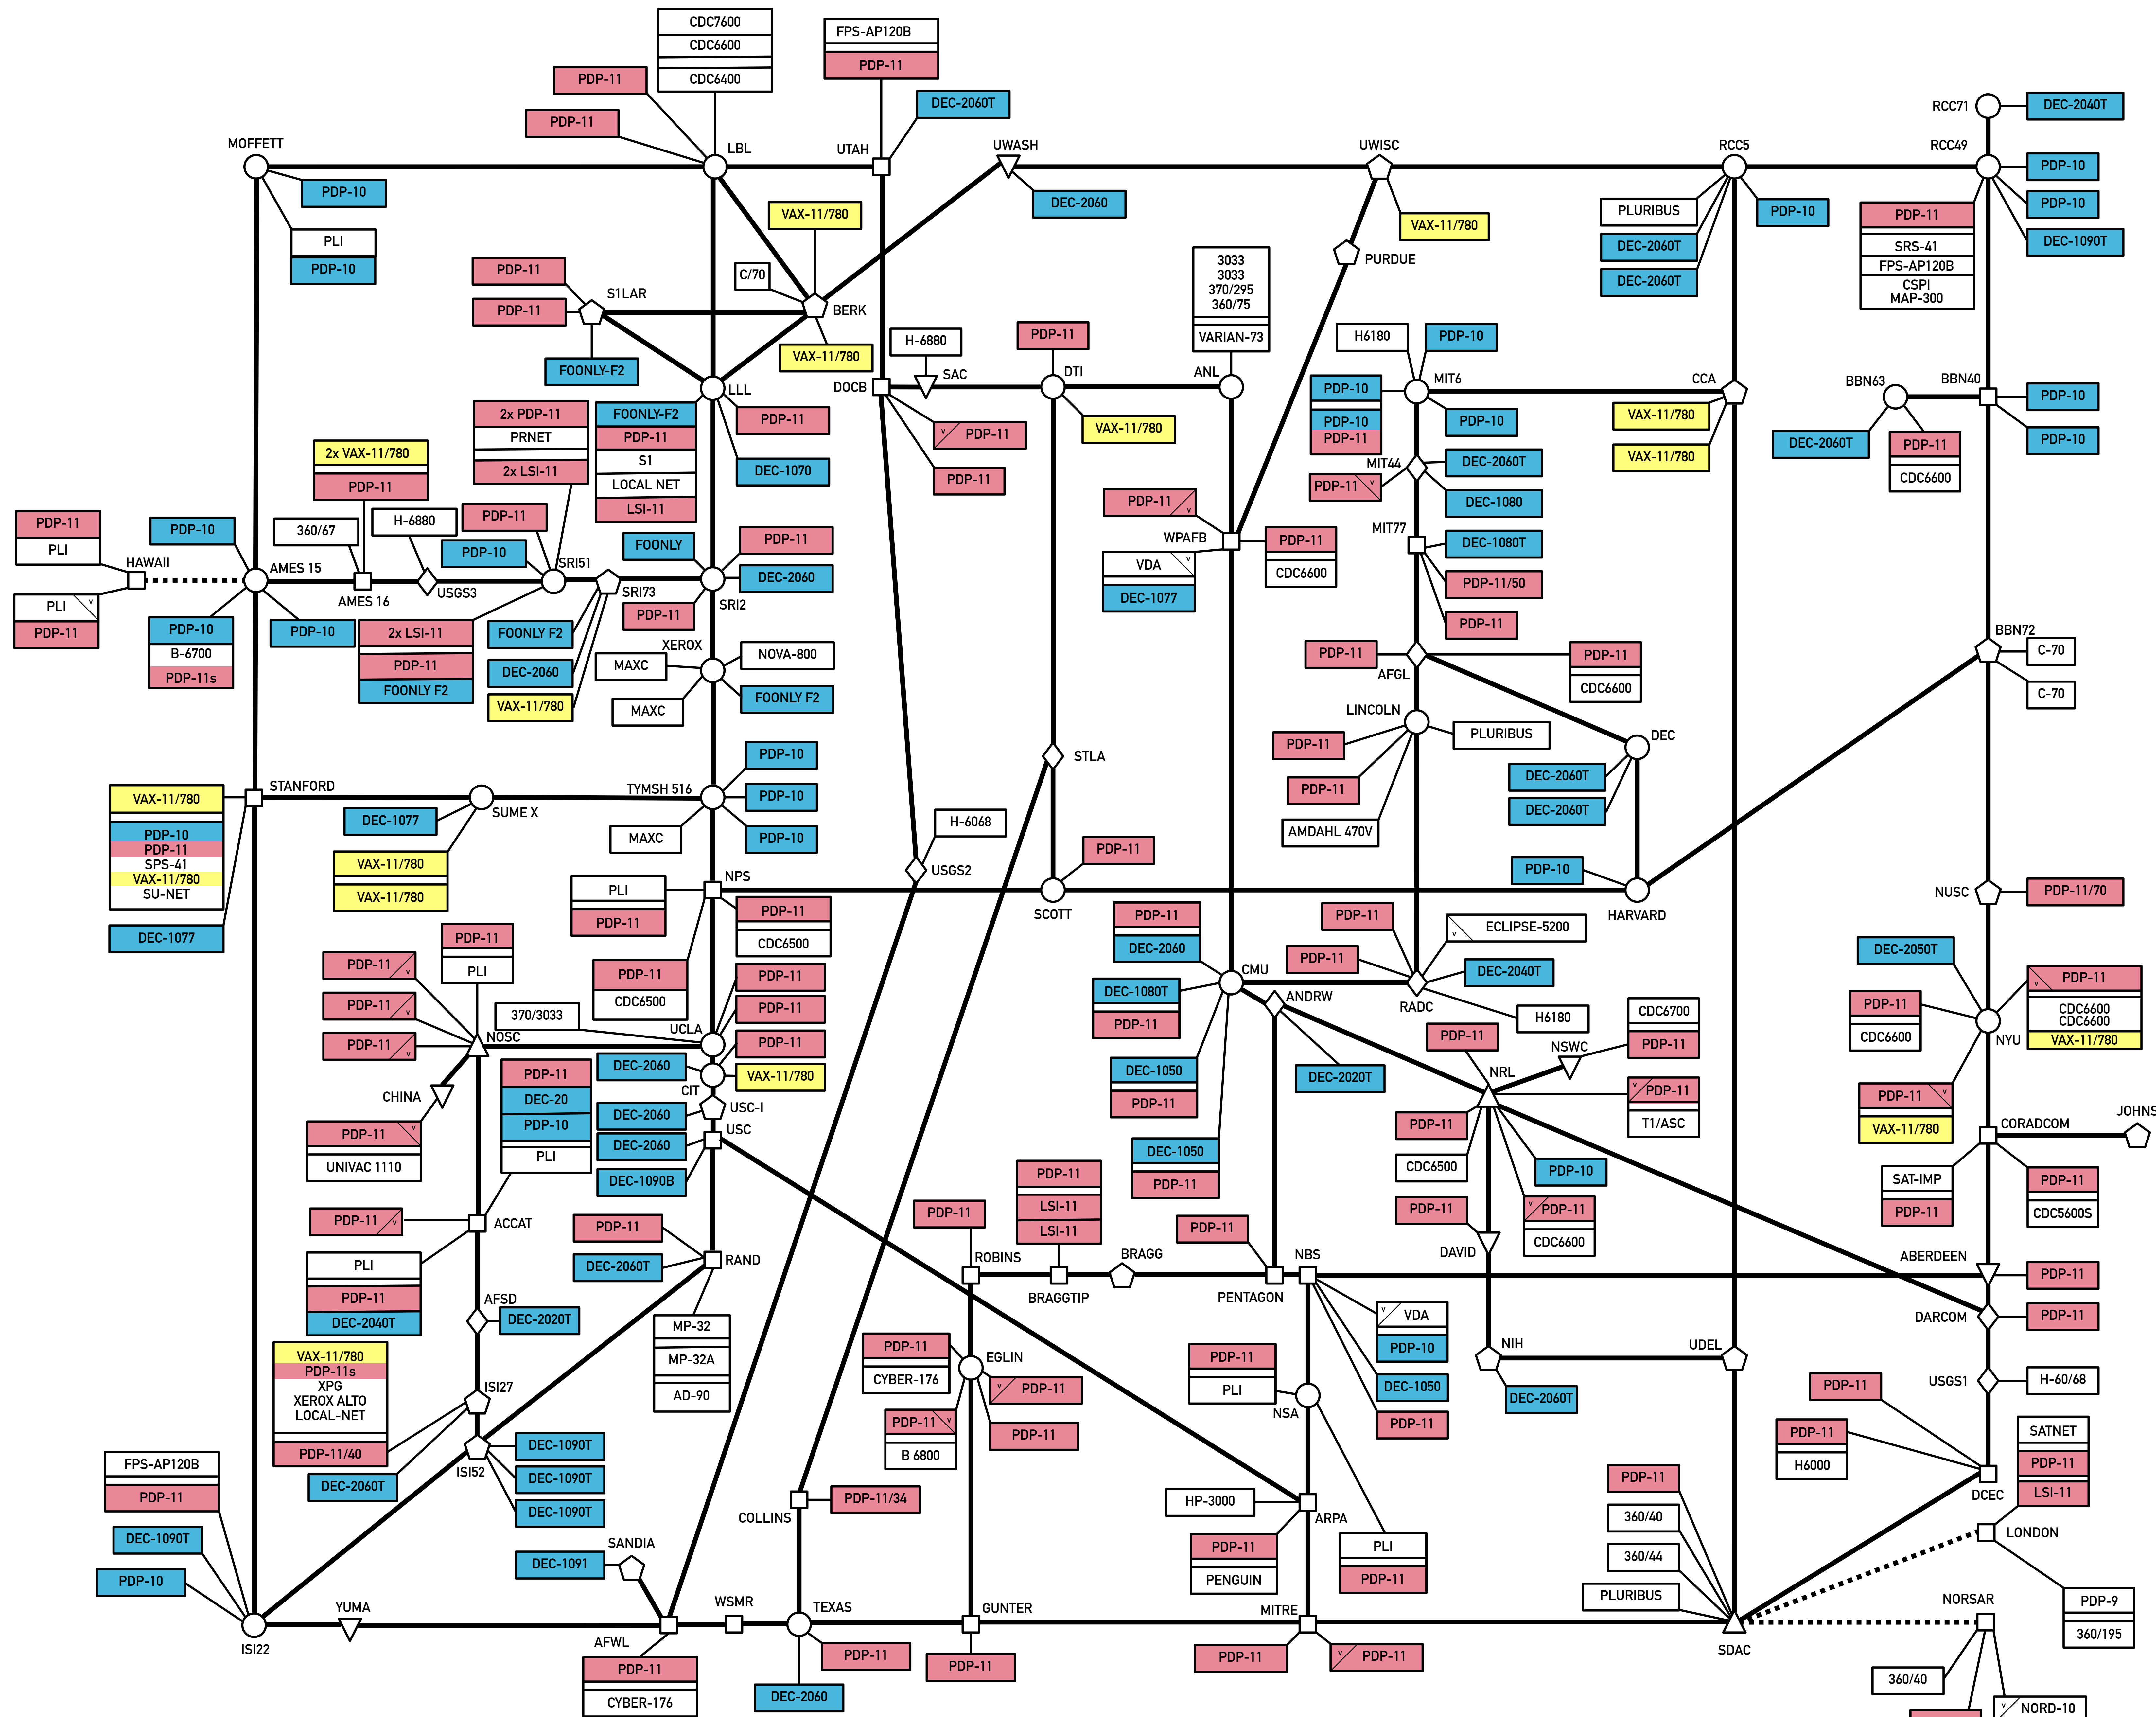 CDC7600
CDC6600
CDC6400
FPS-AP120B
PDP-11
PDP-11
PDP-11
DEC-2060T
RCC71
DEC-2040T
MOFFETT
LBL
UTAH
UWASH
UWISC
RCC5
RCC49
PDP-10
PDP-10
PLI
PDP-10
VAX-11/780
C/70
BERK
VAX-11/780
DEC-2060
VAX-11/780
PURDUE
PLURIBUS
DEC-2060T
DEC-2060T
PDP-10
PDP-11
SRS-41
FPS-AP120B
CSPI
MAP-300
PDP-10
DEC-1090T
PDP-11
PDP-11
S1LAR
FOONLY-F2
3033
3033
370/295
360/75
VARIAN-73
H-6880
SAC
PDP-11
DTI
ANL
DOCB
LLL
H6180
PDP-10
MIT6
CCA
BBN63
BBN40
PDP-10
PDP-10
PDP-10
PDP-10
PDP-11
PDP-10
VAX-11/780
VAX-11/780
DEC-2060T
PDP-11
CDC6600
PDP-10
2x PDP-11
PRNET
2x LSI-11
FOONLY-F2
PDP-11
S1
LOCAL NET
LSI-11
PDP-11
DEC-1070
v PDP-11
PDP-11
VAX-11/780
MIT44
DEC-2060T
DEC-1080
PDP-11 v
2x VAX-11/780
PDP-11
PDP-11
PLI
HAWAII
PLI v
PDP-11
PDP-10
AMES 15
360/67
H-6880
PDP-11
PDP-10
SRI51
AMES 16
USGS3
SRI73
FOONLY
PDP-11
DEC-2060
SRI2
PDP-11
PDP-11 v
WPAFB
VDA v
DEC-1077
PDP-11
CDC6600
MIT77
DEC-1080T
PDP-11/50
PDP-11
PDP-10
B-6700
PDP-11s
PDP-10
2x LSI-11
PDP-11
FOONLY F2
FOONLY F2
DEC-2060
VAX-11/780
XEROX
MAXC
MAXC
NOVA-800
FOONLY F2
PDP-11
AFGL
PDP-11
CDC6600
BBN72
C-70
C-70
LINCOLN
PDP-11
PDP-11
AMDAHL 470V
PLURIBUS
DEC
DEC-2060T
DEC-2060T
STANFORD
VAX-11/780
PDP-10
PDP-11
SPS-41
VAX-11/780
SU-NET
DEC-1077
SUME X
DEC-1077
VAX-11/780
VAX-11/780
TYMSH 516
MAXC
PDP-10
PDP-10
PDP-10
STLA
H-6068
USGS2
NPS
PLI
PDP-11
PDP-11
CDC6500
PDP-11
CDC6500
PDP-11
SCOTT
PDP-10
HARVARD
NUSC
PDP-11/70
PDP-11 v
PDP-11 v
PDP-11 v
PDP-11
PLI
NOSC
370/3033
UCLA
PDP-11
PDP-11
PDP-11
VAX-11/780
CIT
DEC-2060
CHINA
PDP-11 v
UNIVAC 1110
PDP-11
DEC-20
PDP-10
PLI
DEC-2060
USC-I
DEC-2060
USC
DEC-1090B
PDP-11
DEC-2060
CMU
DEC-1080T
PDP-11
DEC-1050
PDP-11
DEC-1050
PDP-11
PDP-11
PDP-11
RADC
v ECLIPSE-5200
DEC-2040T
H6180
ANDRW
DEC-2020T
NRL
PDP-11
NSWC
CDC6700
PDP-11
v PDP-11
T1/ASC
PDP-11
CDC6500
PDP-10
v PDP-11
CDC6600
DEC-2050T
PDP-11
CDC6600
NYU
v PDP-11
CDC6600
CDC6600
VAX-11/780
PDP-11 v
VAX-11/780
CORADCOM
JOHNS
SAT-IMP
PDP-11
PDP-11
CDC5600S
PDP-11 v
ACCAT
PLI
PDP-11
DEC-2040T
PDP-11
DEC-2060T
RAND
MP-32
MP-32A
AD-90
PDP-11
ROBINS
PDP-11
LSI-11
LSI-11
BRAGGTIP
BRAGG
PDP-11
PENTAGON
NBS
v VDA
PDP-10
DEC-1050
PDP-11
PDP-11
DAVID
NIH
DEC-2060T
UDEL
ABERDEEN
PDP-11
DARCOM
PDP-11
USGS1
H-60/68
AFSD
DEC-2020T
VAX-11/780
PDP-11s
XPG
XEROX ALTO
LOCAL-NET
PDP-11/40
DEC-2060T
ISI27
ISI52
DEC-1090T
DEC-1090T
DEC-1090T
PDP-11
CYBER-176
EGLIN
v PDP-11
PDP-11 v
B 6800
PDP-11
PDP-11
PLI
NSA
PLI
PDP-11
HP-3000
ARPA
PDP-11
PENGUIN
PDP-11
PDP-11
H6000
DCEC
SATNET
PDP-11
LSI-11
LONDON
PDP-9
360/195
FPS-AP120B
PDP-11
DEC-1090T
PDP-10
ISI22
YUMA
SANDIA
DEC-1091
AFWL
PDP-11
CYBER-176
WSMR
COLLINS
PDP-11/34
TEXAS
PDP-11
DEC-2060
GUNTER
PDP-11
MITRE
PDP-11
v PDP-11
PDP-11
360/40
360/44
PLURIBUS
SDAC
NORSAR
360/40
v NORD-10